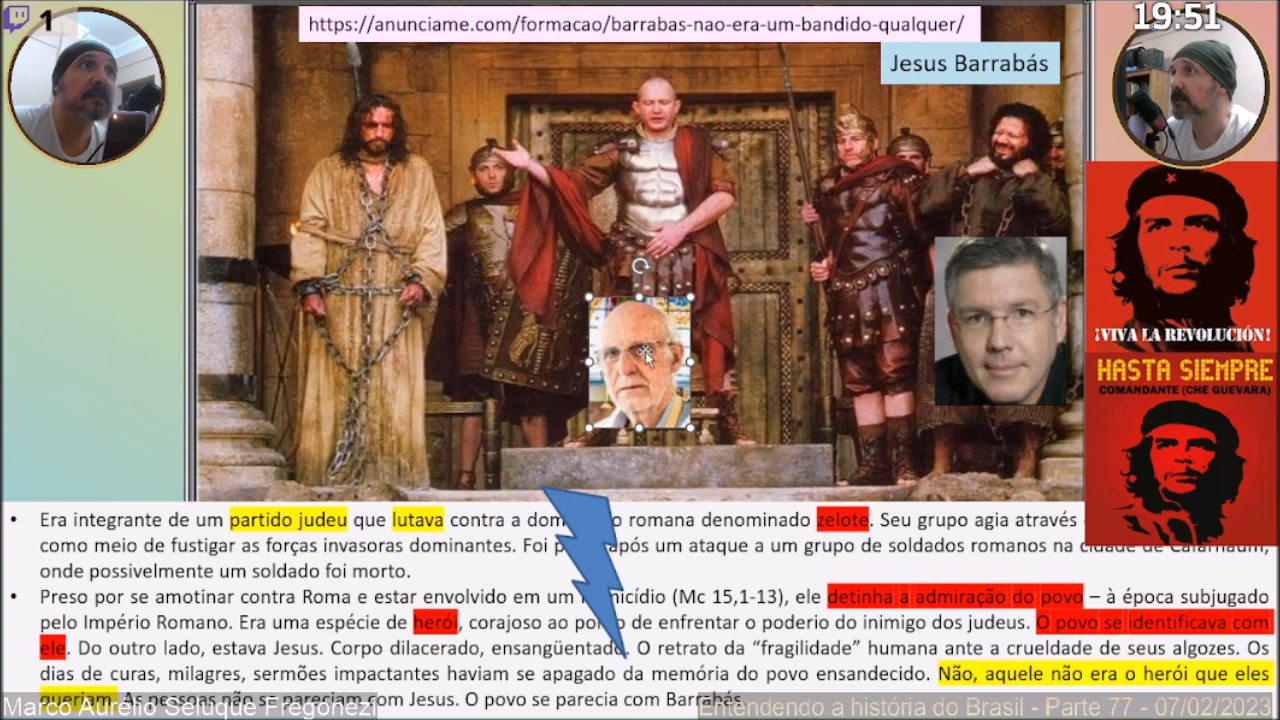 1
https://anunciame.com/formacao/barrabas-nao-era-um-bandido-qualquer/
19:51
Jesus Barrabás
¡VIVA LA REVOLUCIÓN!
HASTA SIEMPRE
COMANDANTE (CHE GUEVARA)
• Era integrante de um partido judeu que lutava contra a romana denominado zelote. Seu grupo agia através
como meio de fustigar as forças invasoras dominantes. Foi após um ataque a um grupo de soldados romanos na cidade de Cafarnaum,
onde possivelmente um soldado foi morto.
• Preso por se amotinar contra Roma e estar envolvido em um (Mc 15,1-13), ele detinha a admiração do povo – à época subjugado
pelo Império Romano. Era uma espécie de herói, corajoso ao de enfrentar o poderio do inimigo dos judeus. O povo se identificava com
ele. Do outro lado, estava Jesus. Corpo dilacerado, ensangüentado. O retrato da “fragilidade” humana ante a crueldade de seus algozes. Os
dias de curas, milagres, sermões impactantes haviam se apagado da memória do povo ensandecido. Não, aquele não era o herói que eles
queriam. As pessoas não se pareciam com Jesus. O povo se parecia com Barrabás.
Marco Aurélio Seluque Fregonezi
Entendendo a história do Brasil - Parte 77 - 07/02/2023